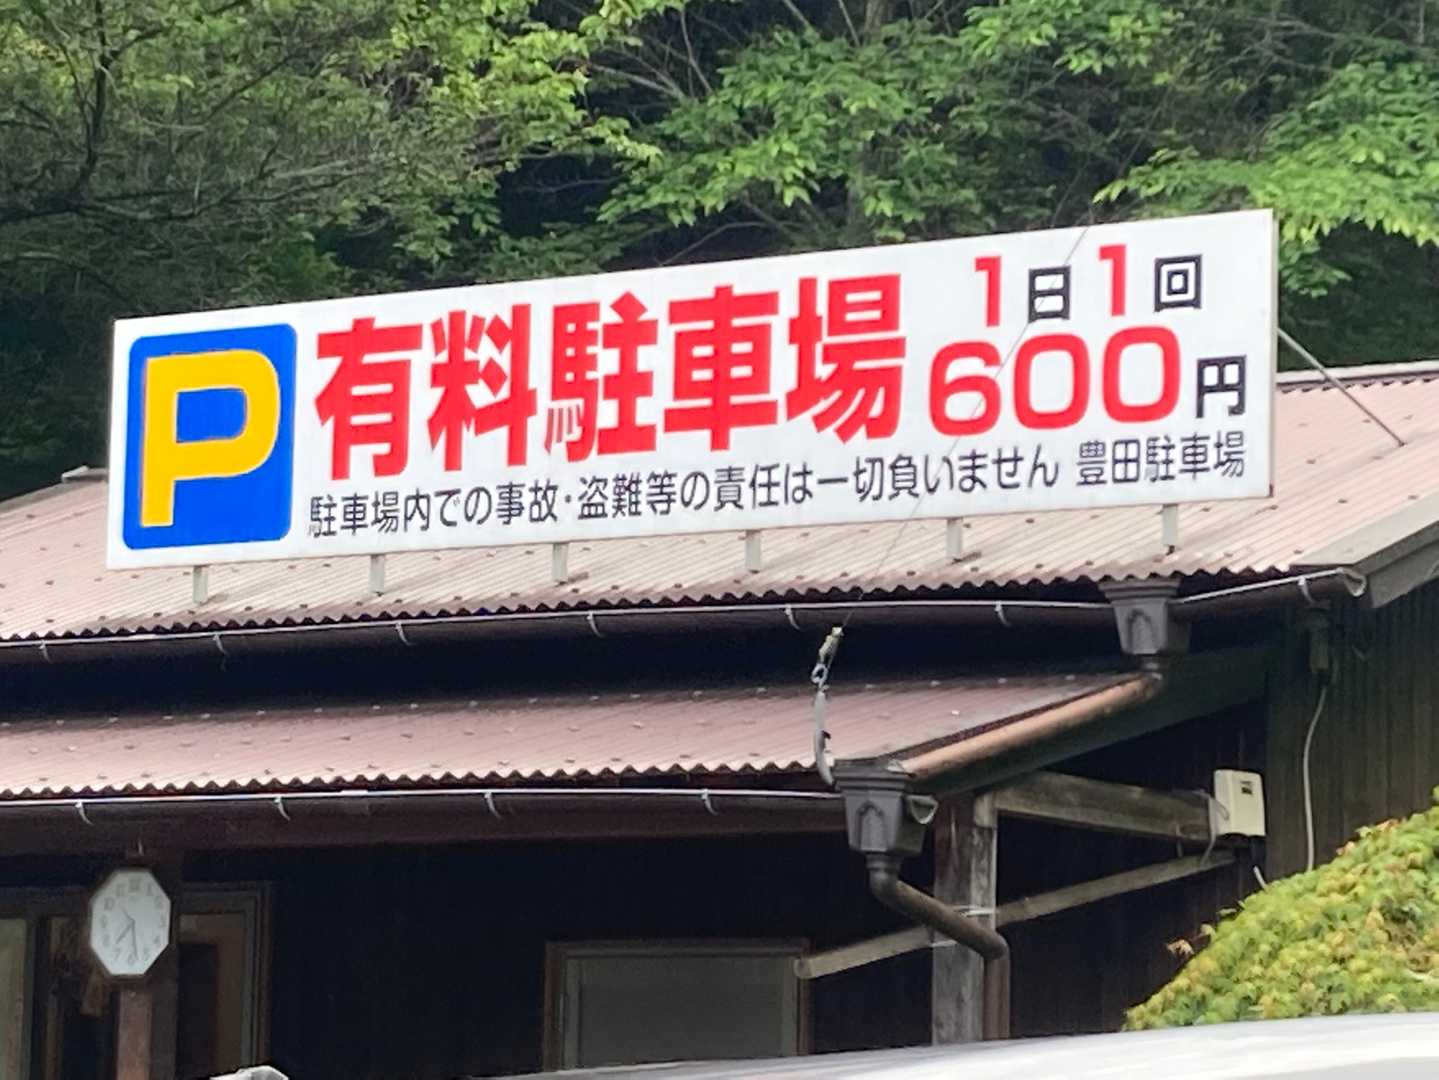 P
有料駐車場
1日1回
600円
駐車場内での事故・盗難等の責任は一切負いません 豊田駐車場